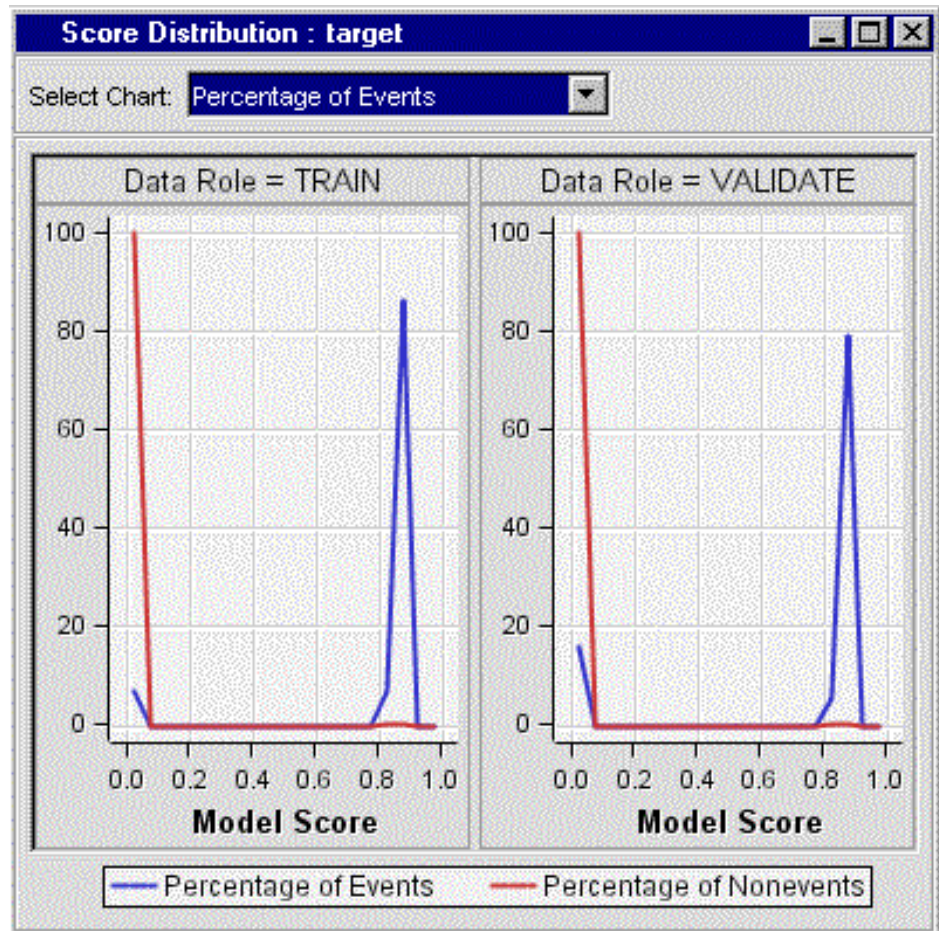 Score Distribution : target
Select Chart: Percentage of Events
Data Role = TRAIN
100
80
60
40
20
0
0.0 0.2 0.4 0.6 0.8 1.0
Model Score
Data Role = VALIDATE
100
80
60
40
20
0
0.0 0.2 0.4 0.6 0.8 1.0
Model Score
Percentage of Events Percentage of Nonevents